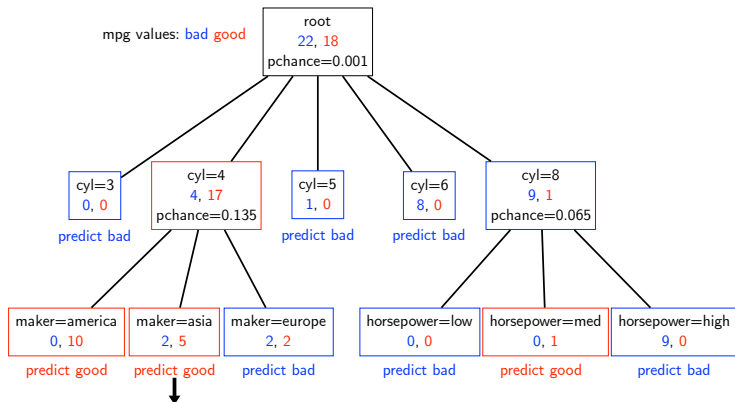 mpg values: bad good
root
22, 18
pchance=0.001
cyl=3
0, 0
predict bad
cyl=4
4, 17
pchance=0.135
cyl=5
1, 0
predict bad
cyl=6
8, 0
predict bad
cyl=8
9, 1
pchance=0.065
maker=america
0, 10
predict good
maker=asia
2, 5
predict good
maker=europe
2, 2
predict bad
horsepower=low
0, 0
predict bad
horsepower=med
0, 1
predict good
horsepower=high
9, 0
predict bad